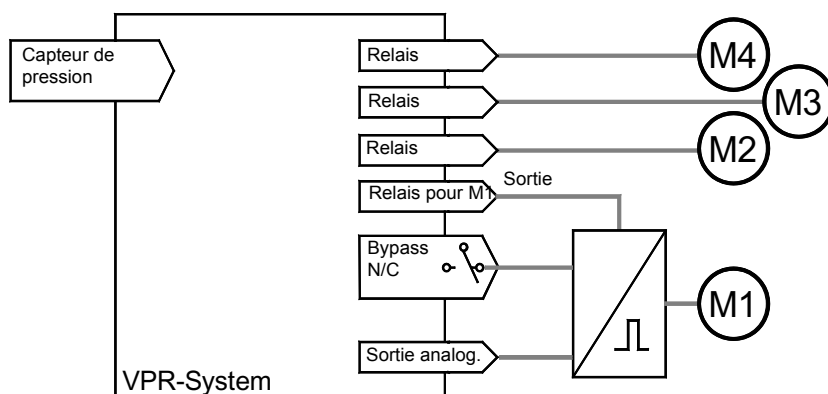 Capteur de
pression
Relais
M4
Relais
M3
Relais
M2
Relais pour M1
Sortie
Bypass
N/C
M1
Sortie analog.
VPR-System